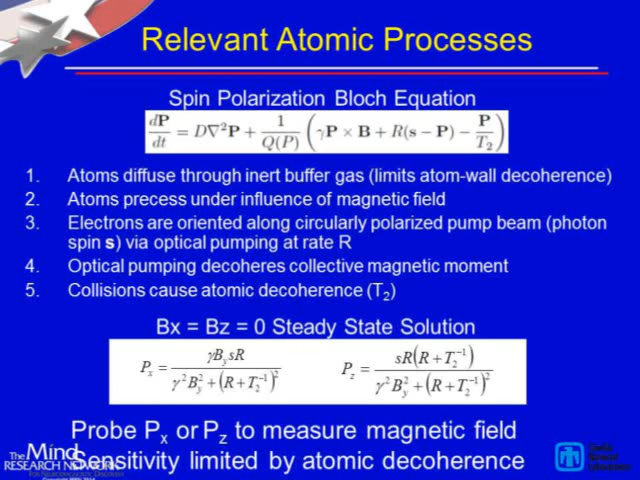 Relevant Atomic Processes
Spin Polarization Bloch Equation
dP/dt = D∇²P + 1/Q(P) (γP × B + R(s − P) − P/T₂)
1. Atoms diffuse through inert buffer gas (limits atom-wall decoherence)
2. Atoms precess under influence of magnetic field
3. Electrons are oriented along circularly polarized pump beam (photon
spin s) via optical pumping at rate R
4. Optical pumping decoheres collective magnetic moment
5. Collisions cause atomic decoherence (T₂)
Bx = Bz = 0 Steady State Solution
Pₓ = γB_y sR / (γ²B_y² + (R + T₂⁻¹)²) P_z = sR(R + T₂⁻¹) / (γ²B_y² + (R + T₂⁻¹)²)
Probe Pₓ or P_z to measure magnetic field
Sensitivity limited by atomic decoherence
The Mind
RESEARCH NETWORK